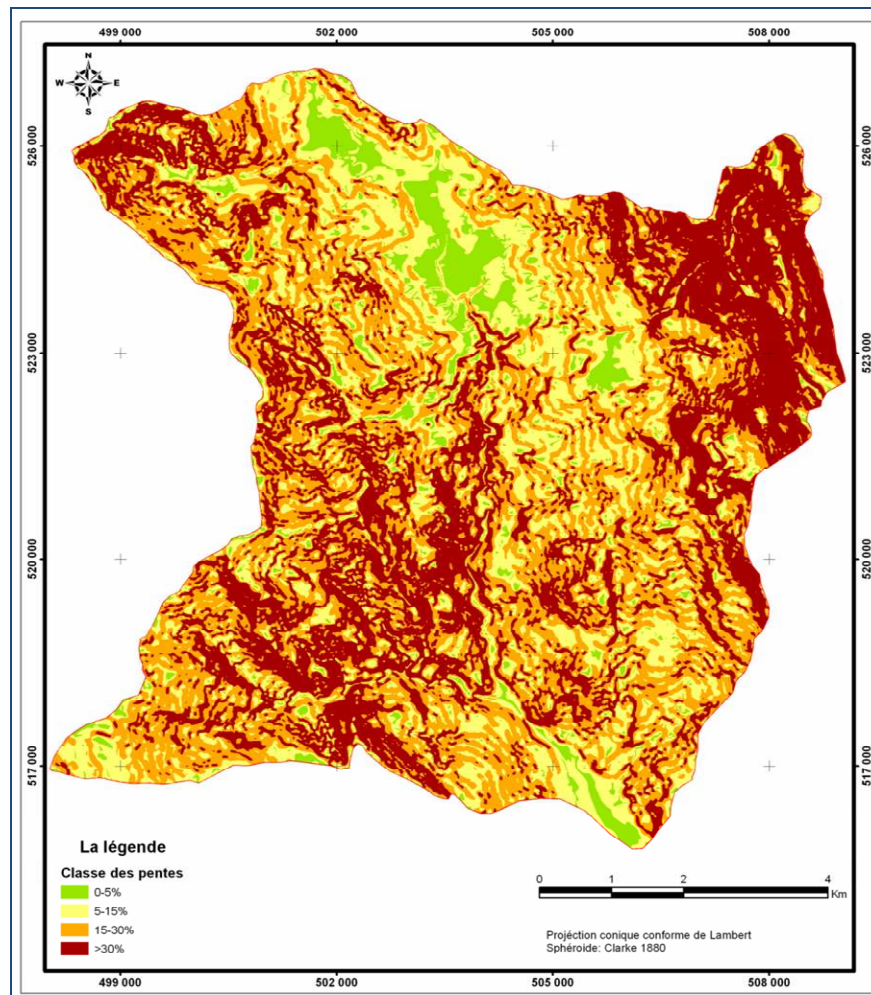 499 000 502 000 505 000 508 000
N
W E
S
526 000 526 000
523 000 523 000
520 000 520 000
517 000 517 000
La légende
Classe des pentes
0-5%
5-15%
15-30%
>30%
0 1 2 4
Km
Projéction conique conforme de Lambert
Sphéroide: Clarke 1880
499 000 502 000 505 000 508 000